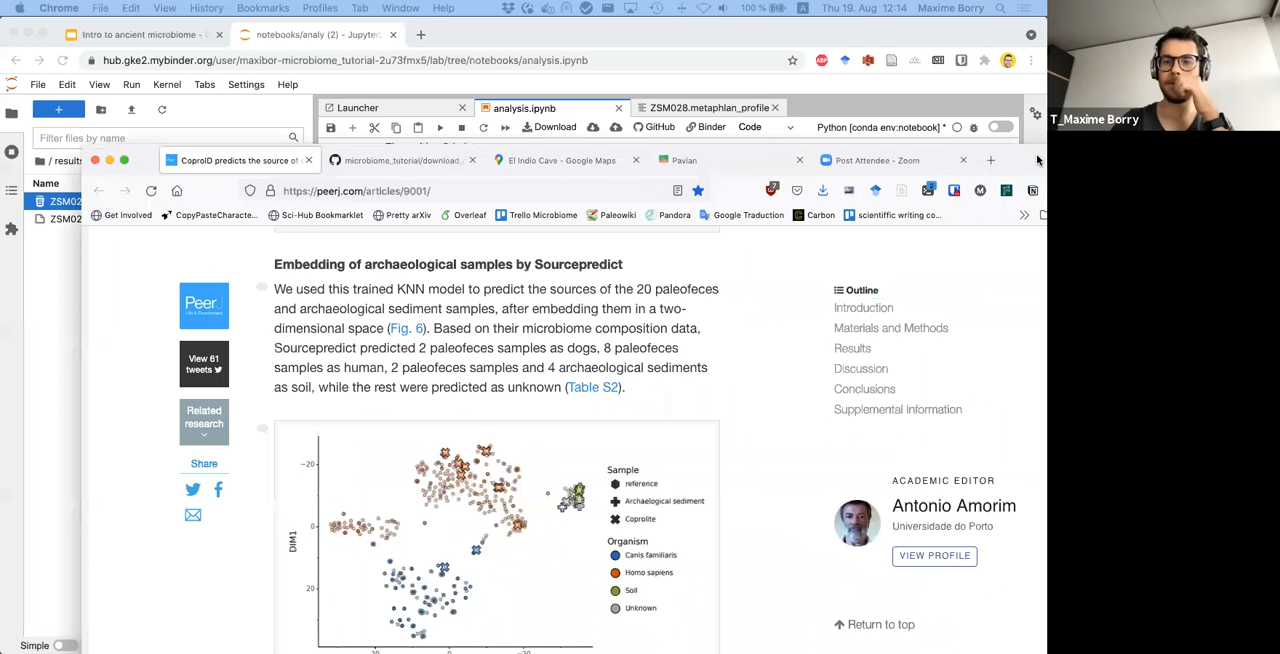 Chrome File Edit View History Bookmarks Profiles Tab Window Help 100 % Thu 19. Aug 12:14 Maxime Borry
Intro to ancient microbiome - notebooks/analy (2) - Jupyter
hub.gke2.mybinder.org/user/maxibor-microbiome_tutorial-2u73fmx5/lab/tree/notebooks/analysis.ipynb
File Edit View Run Kernel Tabs Settings Help
Launcher analysis.ipynb ZSM028.metaphlan_profile
Download GitHub Binder Code Python [conda env:notebook] *
Filter files by name
/ results
Name
ZSM02
ZSM02
Simple
CoproID predicts the source of microbiome_tutorial/download_ El Indio Cave - Google Maps Pavian Post Attendee - Zoom
https://peerj.com/articles/9001/
Get Involved CopyPasteCharacte... Sci-Hub Bookmarklet Pretty arXiv Overleaf Trello Microbiome Paleowiki Pandora Google Traduction Carbon scientiffic writing co...
Embedding of archaeological samples by Sourcepredict
We used this trained KNN model to predict the sources of the 20 paleofeces
and archaeological sediment samples, after embedding them in a two-
dimensional space (Fig. 6). Based on their microbiome composition data,
Sourcepredict predicted 2 paleofeces samples as dogs, 8 paleofeces
samples as human, 2 paleofeces samples and 4 archaeological sediments
as soil, while the rest were predicted as unknown (Table S2).
PeerJ
View 61
tweets
Related
research
Share
Outline
Introduction
Materials and Methods
Results
Discussion
Conclusions
Supplemental Information
ACADEMIC EDITOR
Antonio Amorim
Universidade do Porto
VIEW PROFILE
Return to top
DIM1
−20
0
20
Sample
reference
Archaelogical sediment
Coprolite
Organism
Canis familiaris
Homo sapiens
Soil
Unknown
T_Maxime Borry